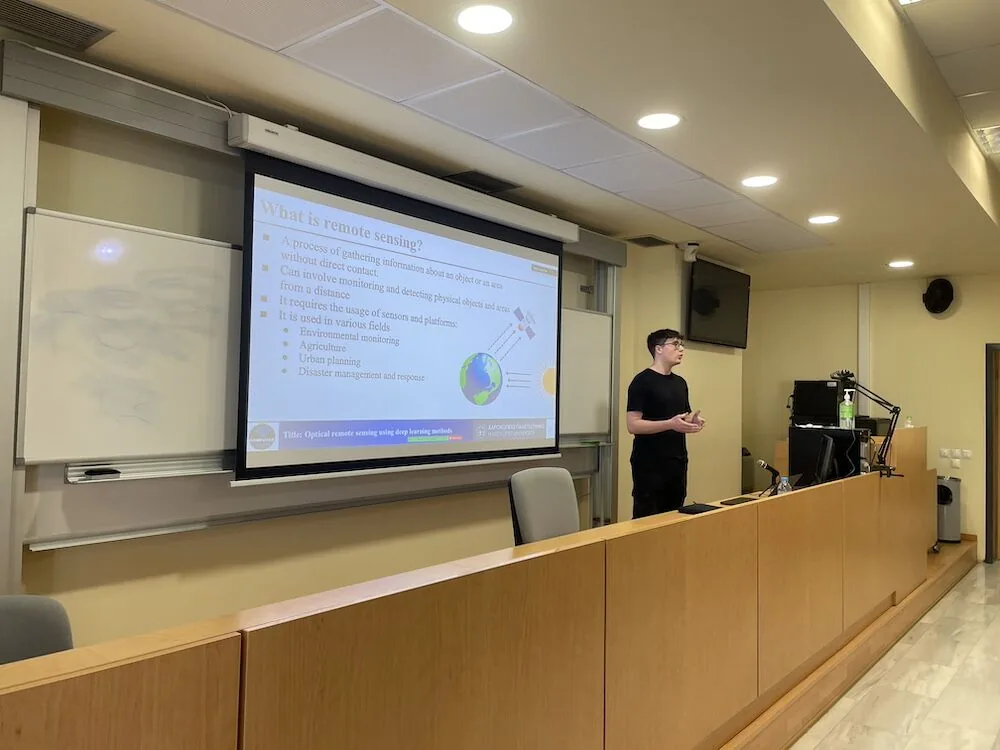 What is remote sensing?
A process of gathering information about an object or an area
without direct contact.
Can involve monitoring and detecting physical objects and areas
from a distance
It requires the usage of sensors and platforms:
It is used in various fields
Environmental monitoring
Agriculture
Urban planning
Disaster management and response
Title: Optical remote sensing using deep learning methods
ΧΑΡΟΚΟΠΕΙΟ ΠΑΝΕΠΙΣΤΗΜΙΟ